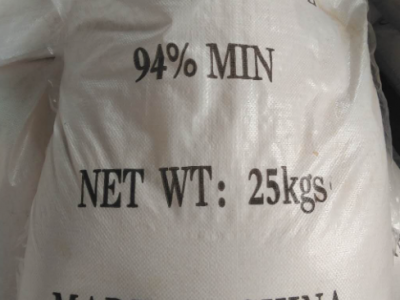 94% MIN
NET WT: 25kgs